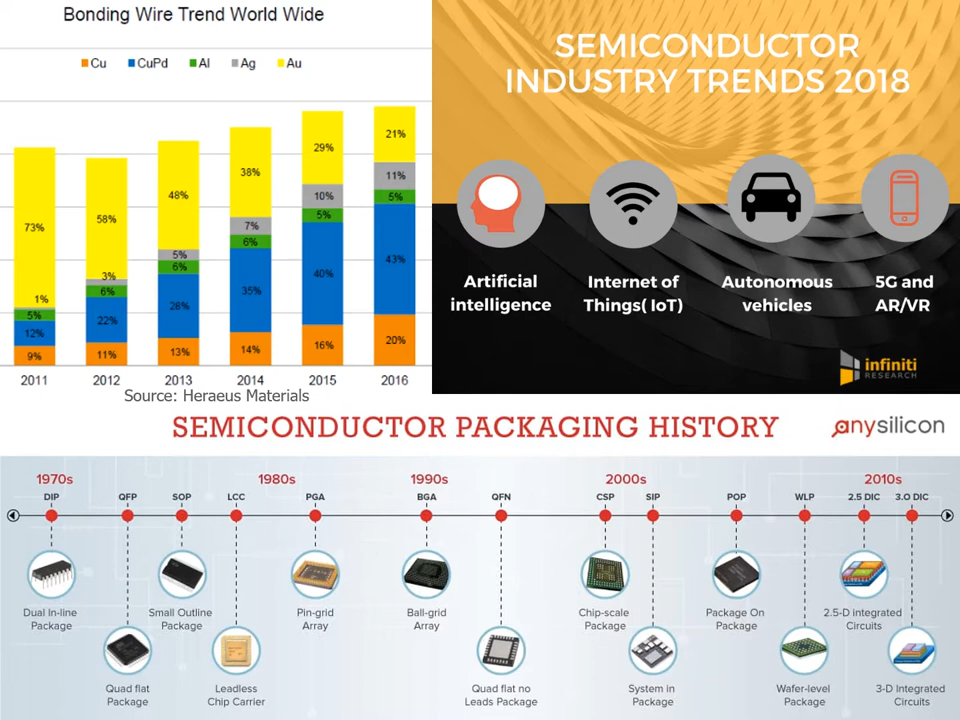 Bonding Wire Trend World Wide
Cu CuPd Al Ag Au
73%
1%
5%
12%
9%
58%
3%
6%
22%
11%
48%
5%
6%
28%
13%
38%
7%
6%
35%
14%
29%
10%
5%
40%
16%
21%
11%
5%
43%
20%
2011 2012 2013 2014 2015 2016
Source: Heraeus Materials
SEMICONDUCTOR
INDUSTRY TRENDS 2018
Artificial
intelligence
Internet of
Things( IoT)
Autonomous
vehicles
5G and
AR/VR
infiniti
RESEARCH
SEMICONDUCTOR PACKAGING HISTORY
anysilicon
1970s 1980s 1990s 2000s 2010s
DIP QFP SOP LCC PGA BGA QFN CSP SIP POP WLP 2.5 DIC 3.0 DIC
Dual In-line
Package
Small Outline
Package
Pin-grid
Array
Ball-grid
Array
Chip-scale
Package
Package On
Package
2.5-D integrated
Circuits
Quad flat
Package
Leadless
Chip Carrier
Quad flat no
Leads Package
System in
Package
Wafer-level
Package
3-D Integrated
Circuits